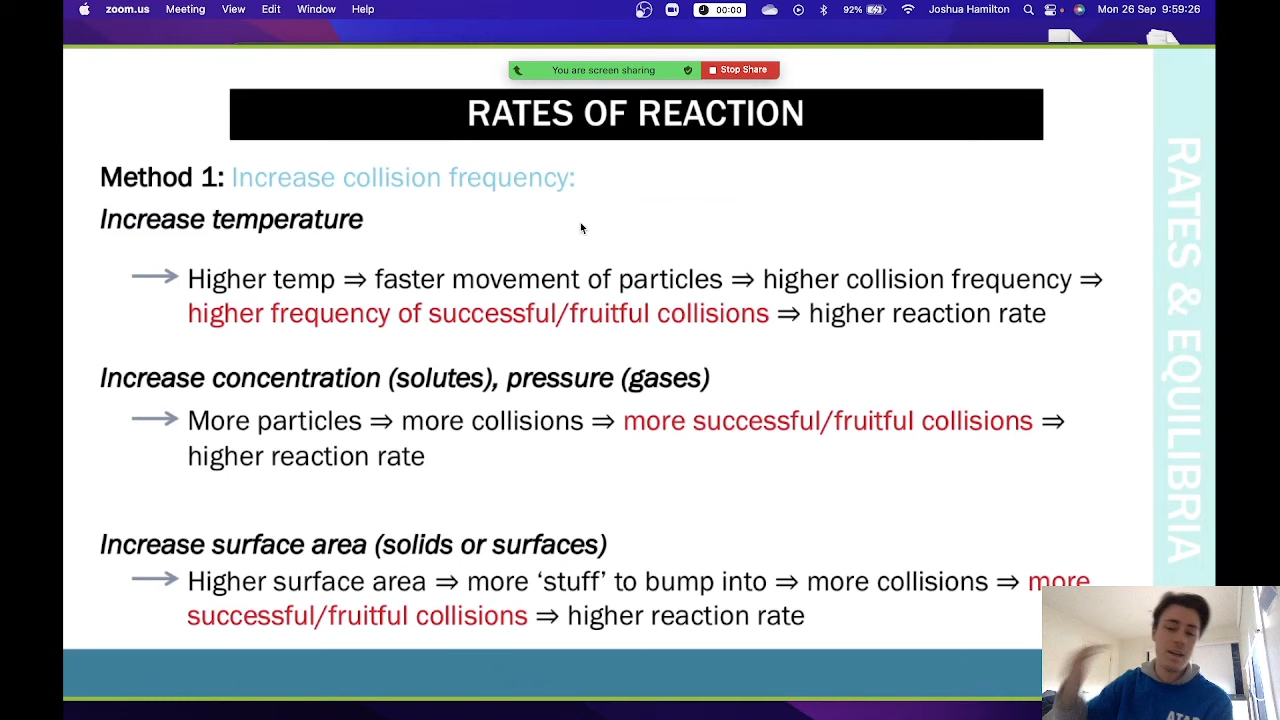 zoom.us Meeting View Edit Window Help 00:00 92% Joshua Hamilton Mon 26 Sep 9:59:26
You are screen sharing Stop Share
RATES OF REACTION
Method 1: Increase collision frequency:
Increase temperature
Higher temp ⇒ faster movement of particles ⇒ higher collision frequency ⇒
higher frequency of successful/fruitful collisions ⇒ higher reaction rate
Increase concentration (solutes), pressure (gases)
More particles ⇒ more collisions ⇒ more successful/fruitful collisions ⇒
higher reaction rate
Increase surface area (solids or surfaces)
Higher surface area ⇒ more ‘stuff’ to bump into ⇒ more collisions ⇒ more
successful/fruitful collisions ⇒ higher reaction rate
RATES & EQUILIBRIA